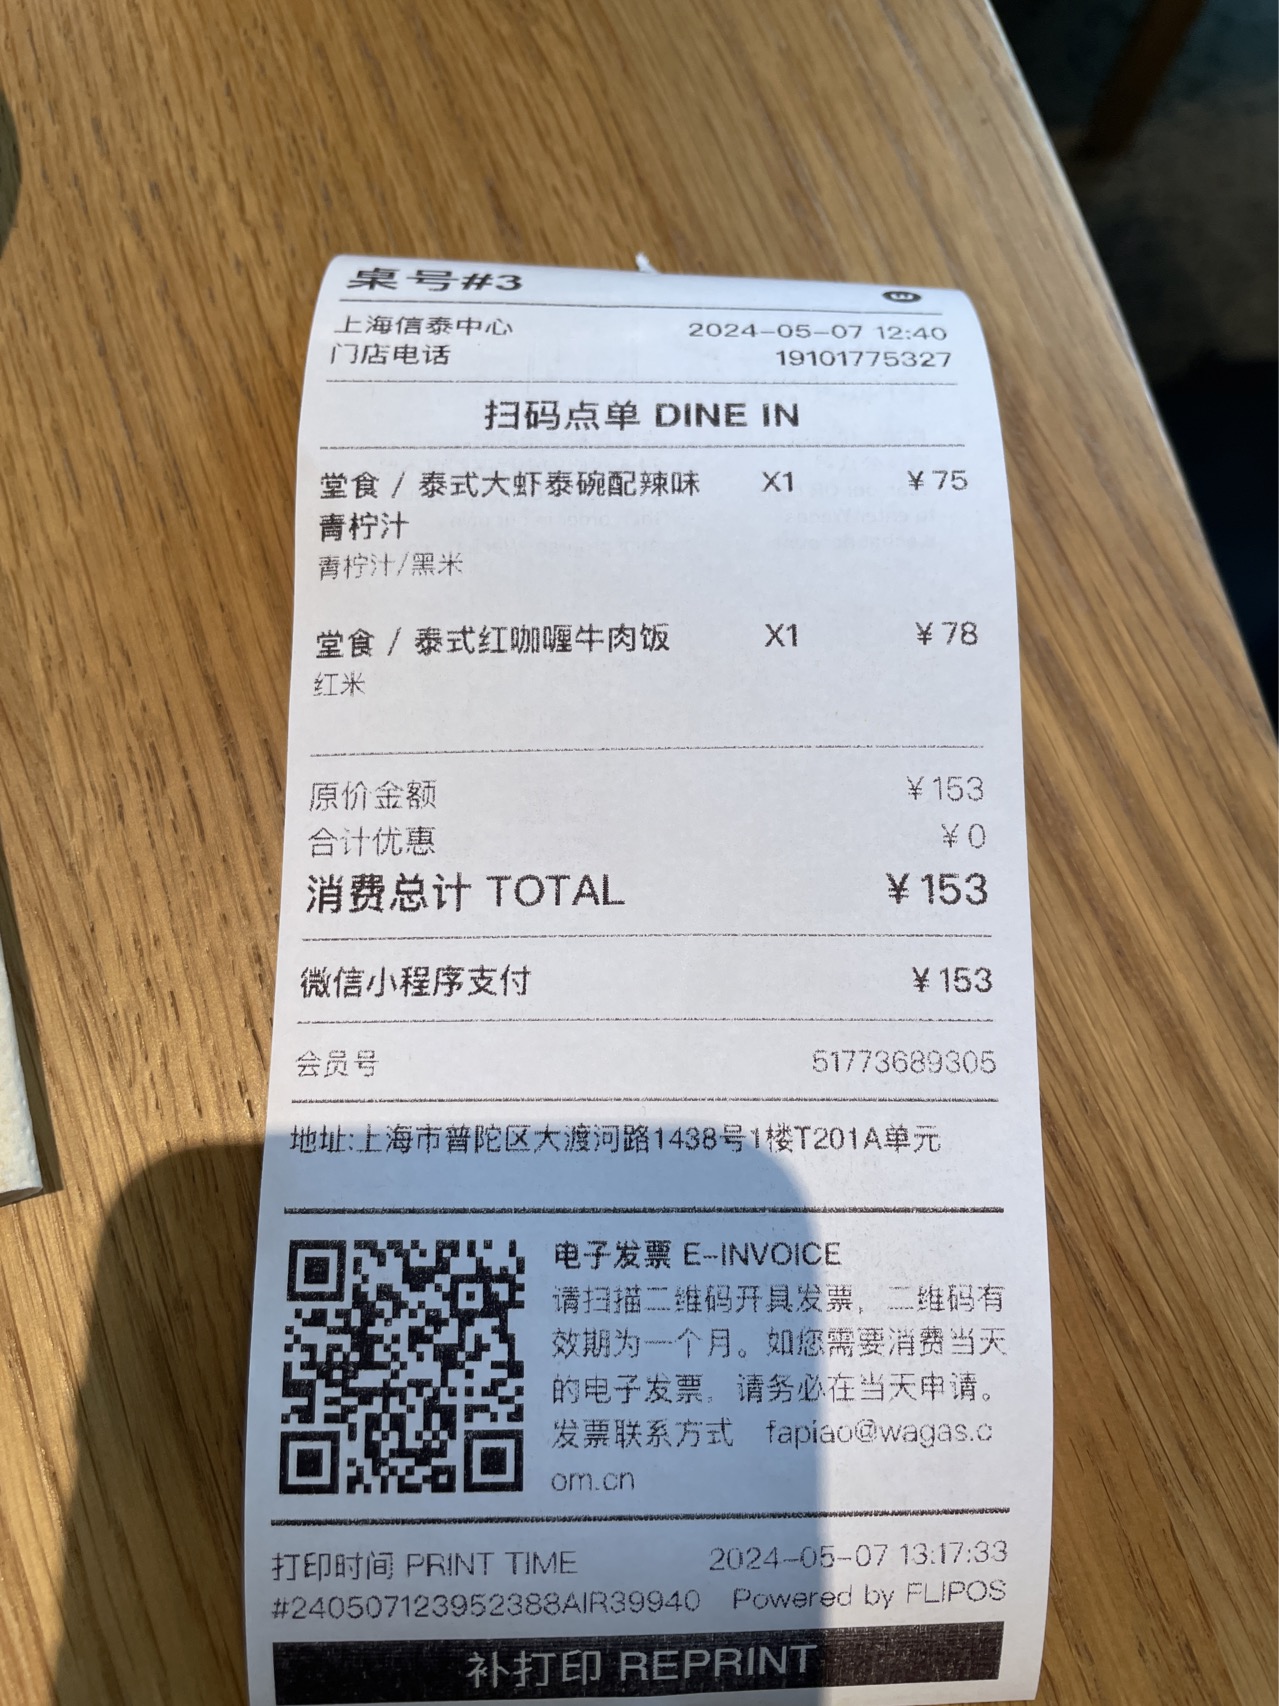 桌号#3
上海信泰中心 2024-05-07 12:40
门店电话 19101775327
扫码点单 DINE IN
堂食 / 泰式大虾泰碗配辣味 X1 ¥75
青柠汁
青柠汁/黑米
堂食 / 泰式红咖喱牛肉饭 X1 ¥78
红米
原价金额 ¥153
合计优惠 ¥0
消费总计 TOTAL ¥153
微信小程序支付 ¥153
会员号 51773689305
地址:上海市普陀区大渡河路1438号1楼T201A单元
电子发票 E-INVOICE
请扫描二维码开具发票，二维码有
效期为一个月。如您需要消费当天
的电子发票，请务必在当天申请。
发票联系方式 fapiao@wagas.c
om.cn
打印时间 PRINT TIME 2024-05-07 13:17:33
#240507123952388AIR39940 Powered by FLIPOS
补打印 REPRINT